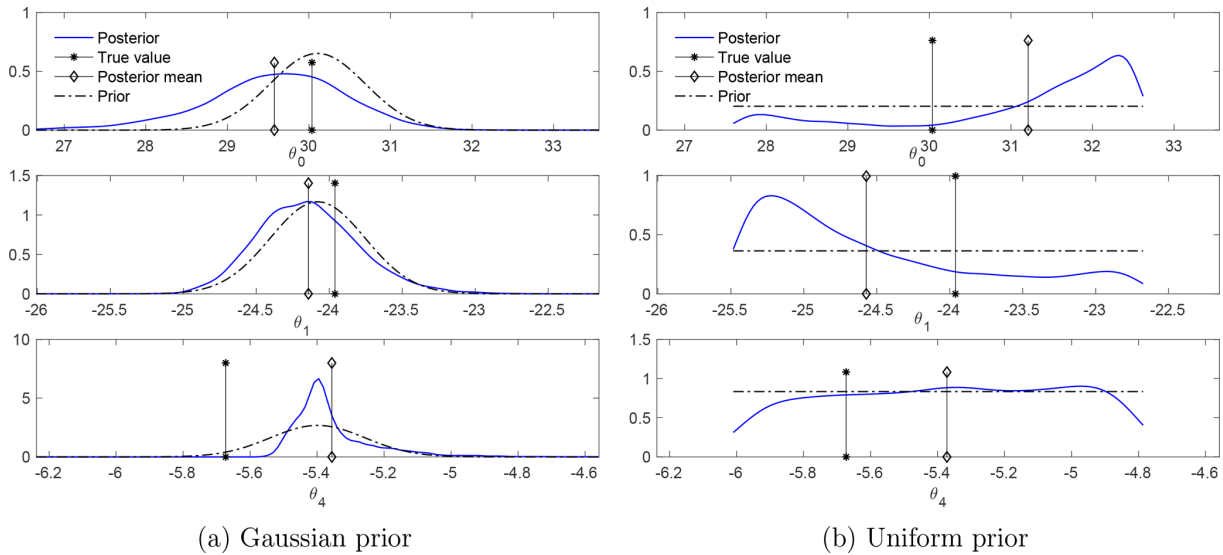 1
0.5
0
Posterior
True value
Posterior mean
Prior
27 28 29 30 31 32 33
θ0
1.5
1
0.5
0
-26 -25.5 -25 -24.5 -24 -23.5 -23 -22.5
θ1
10
5
0
-6.2 -6 -5.8 -5.6 -5.4 -5.2 -5 -4.8 -4.6
θ4
(a) Gaussian prior
1
0.5
0
Posterior
True value
Posterior mean
Prior
27 28 29 30 31 32 33
θ0
1
0.5
0
-26 -25.5 -25 -24.5 -24 -23.5 -23 -22.5
θ1
1.5
1
0.5
0
-6.2 -6 -5.8 -5.6 -5.4 -5.2 -5 -4.8 -4.6
θ4
(b) Uniform prior